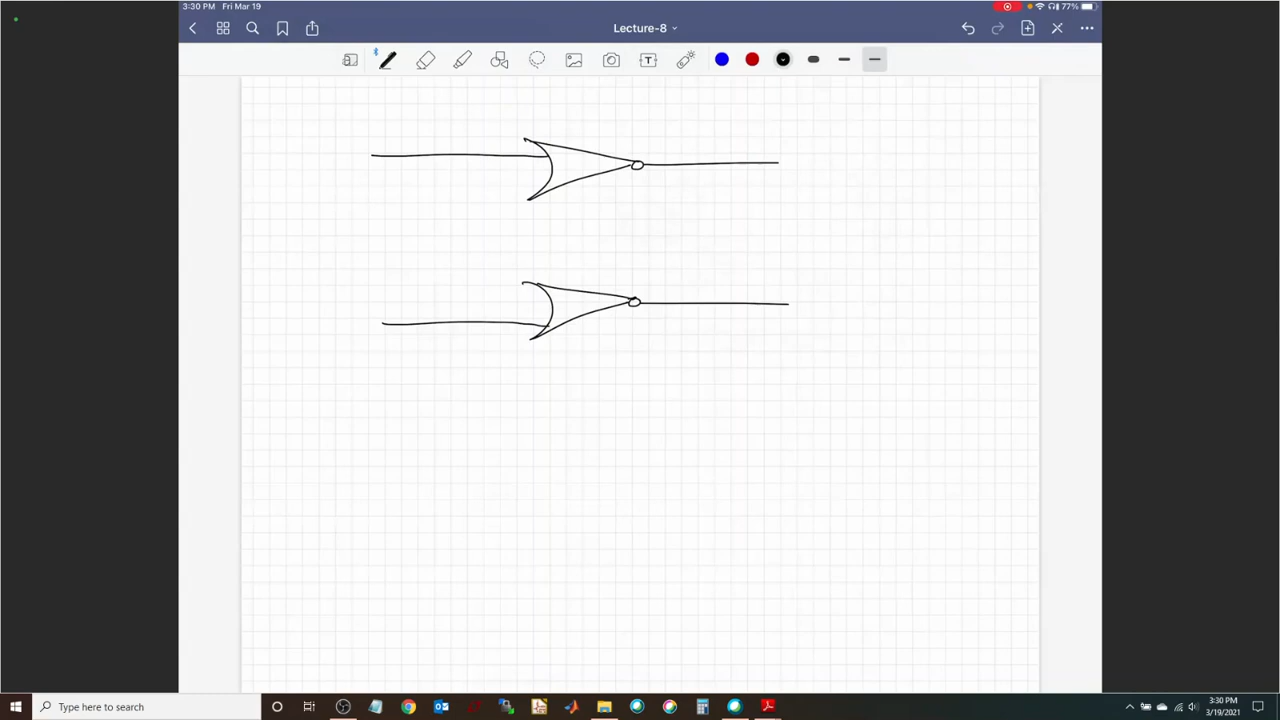 3:30 PM Fri Mar 19
77%
Lecture-8
T
Type here to search
3:30 PM
3/19/2021